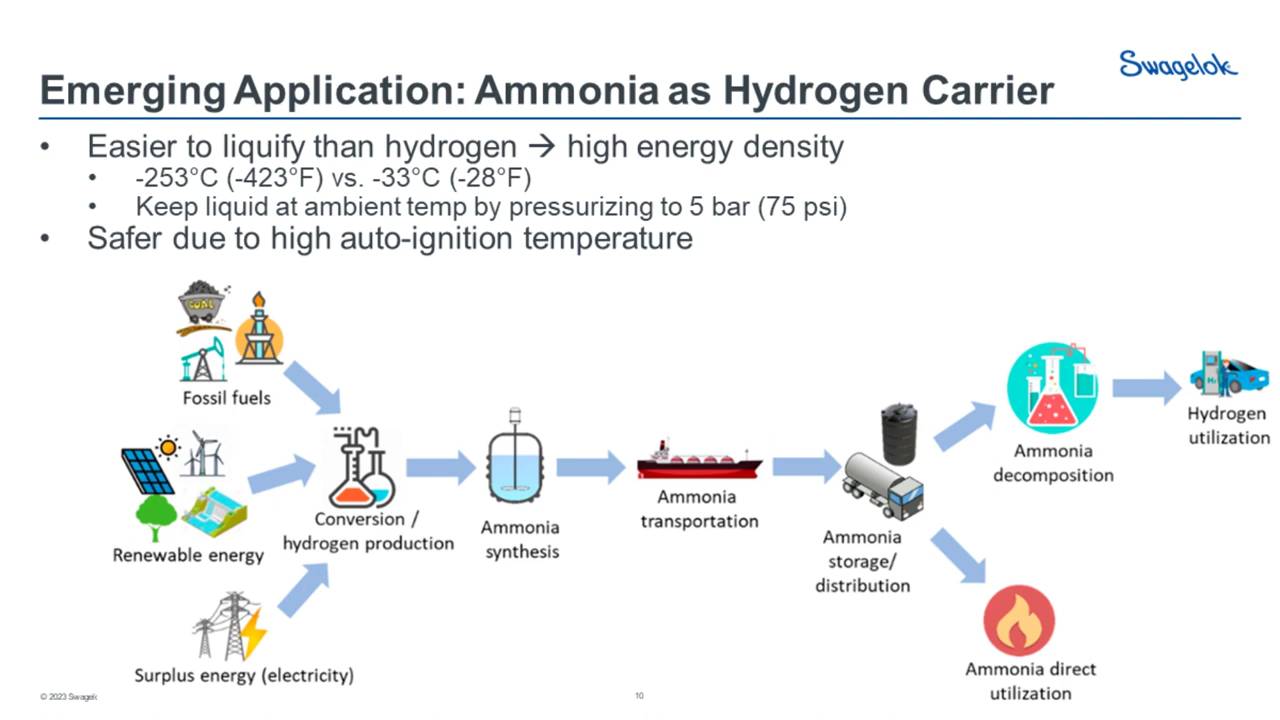 Swagelok
Emerging Application: Ammonia as Hydrogen Carrier
• Easier to liquify than hydrogen → high energy density
• -253°C (-423°F) vs. -33°C (-28°F)
• Keep liquid at ambient temp by pressurizing to 5 bar (75 psi)
• Safer due to high auto-ignition temperature
COAL
Fossil fuels
Renewable energy
Surplus energy (electricity)
Conversion /
hydrogen production
Ammonia
synthesis
Ammonia
transportation
Ammonia
storage/
distribution
Ammonia
decomposition
H₂
Hydrogen
utilization
Ammonia direct
utilization
© 2023 Swagelok
10